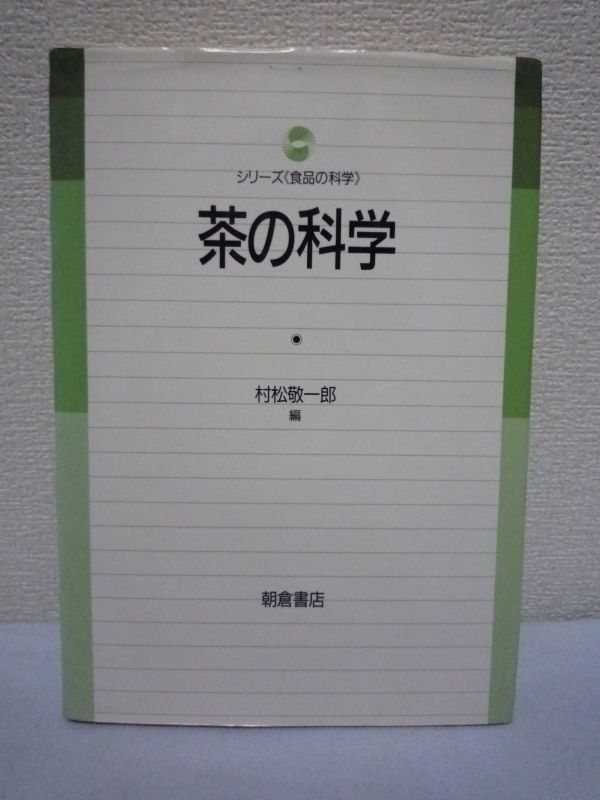 シリーズ《食品の科学》
茶の科学
村松敬一郎
編
朝倉書店